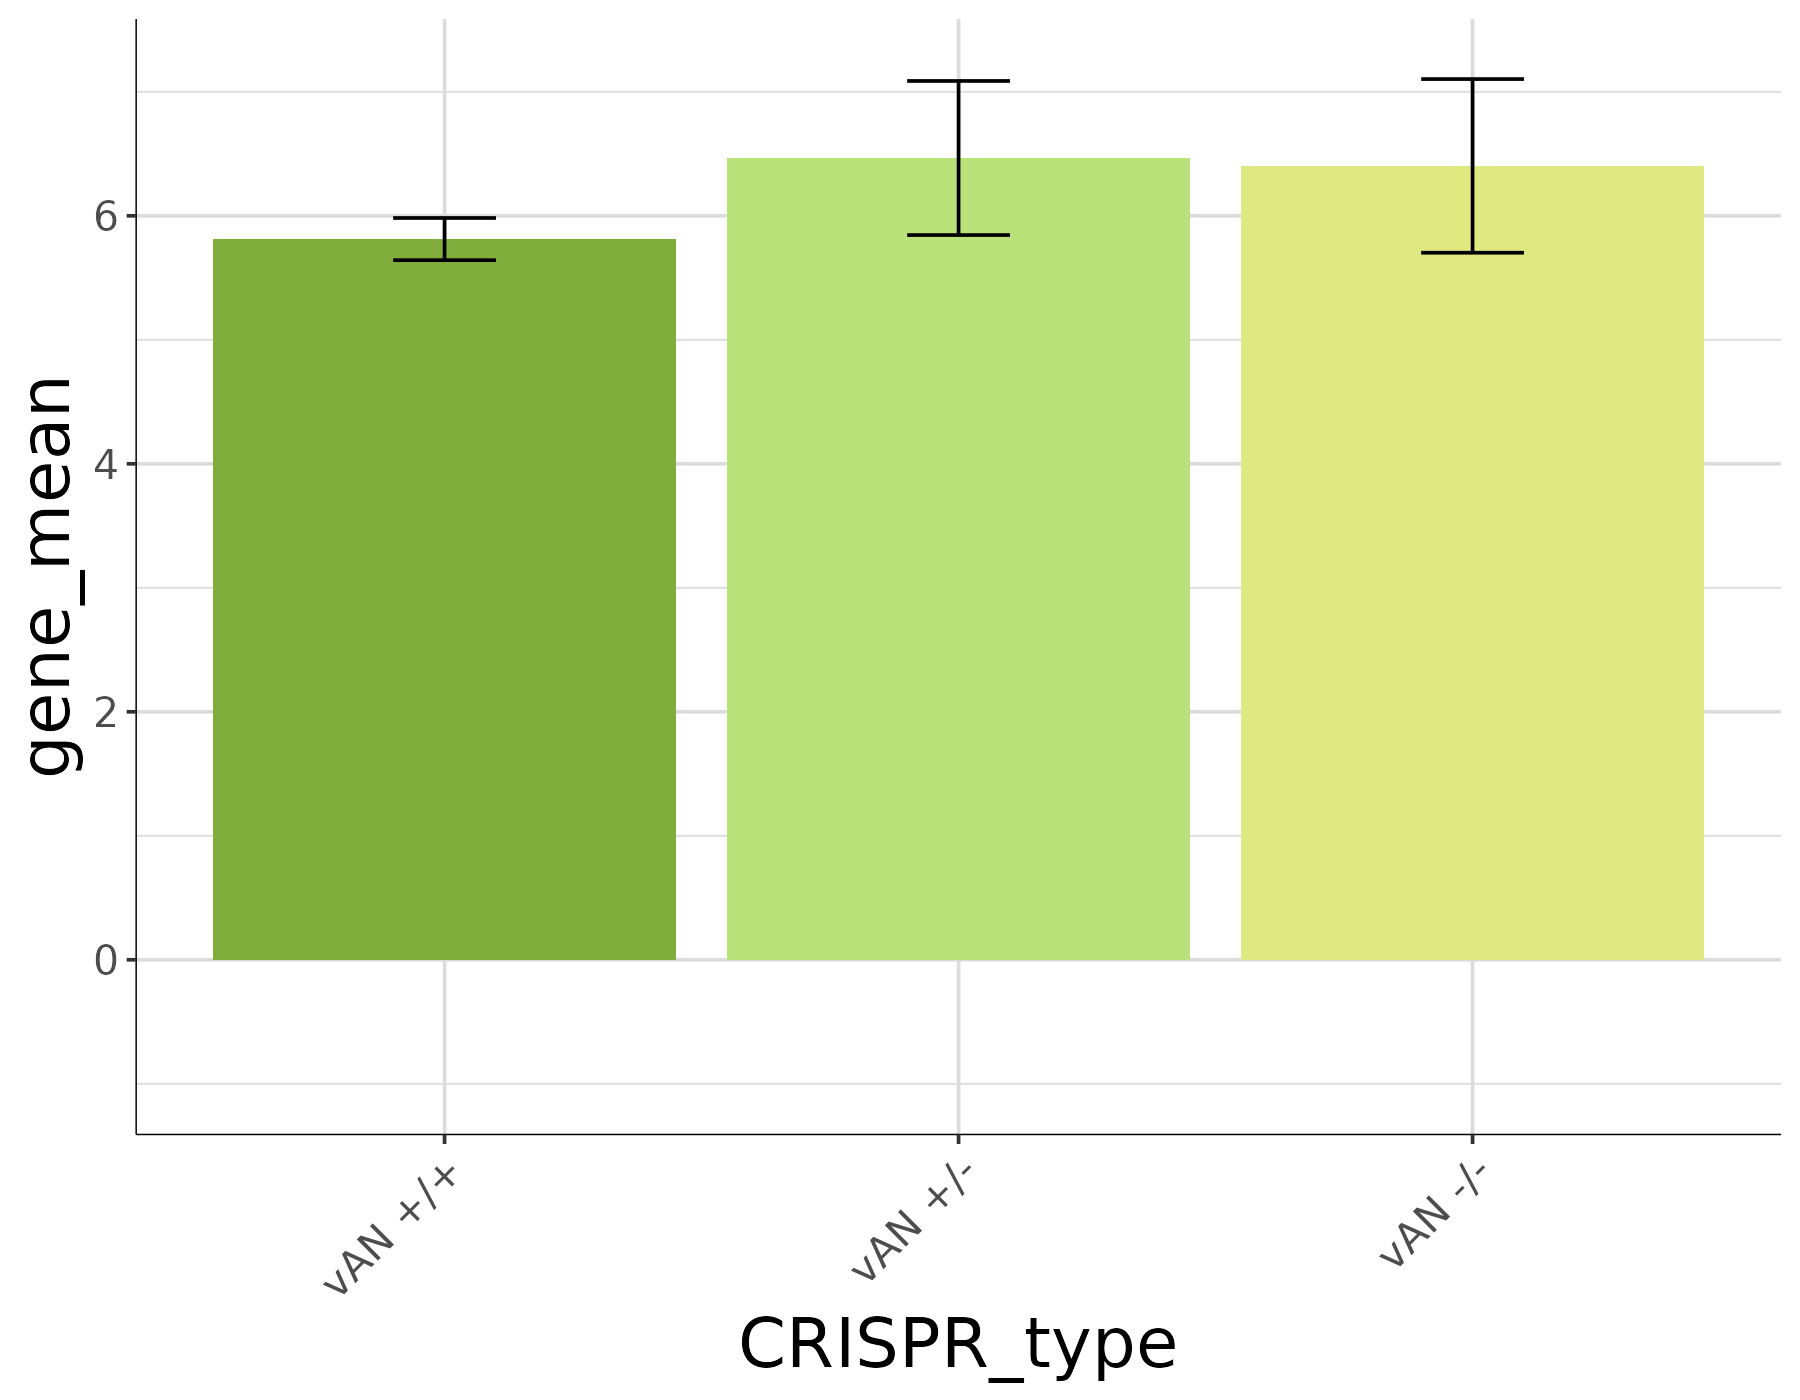 gene_mean
6
4
2
0
vAN +/+
vAN +/-
vAN -/-
CRISPR_type